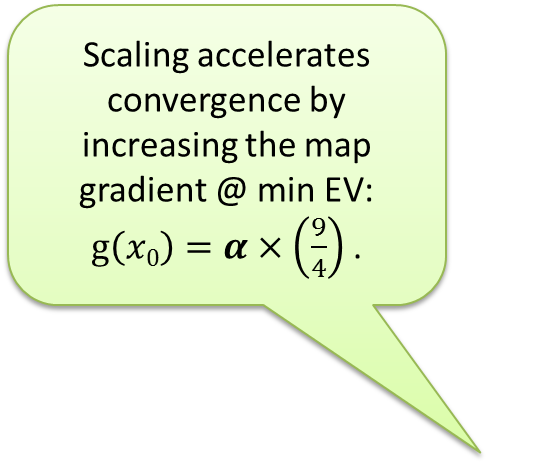 Scaling accelerates
convergence by
increasing the map
gradient @ min EV:
g(x₀) = α × (9/4) .